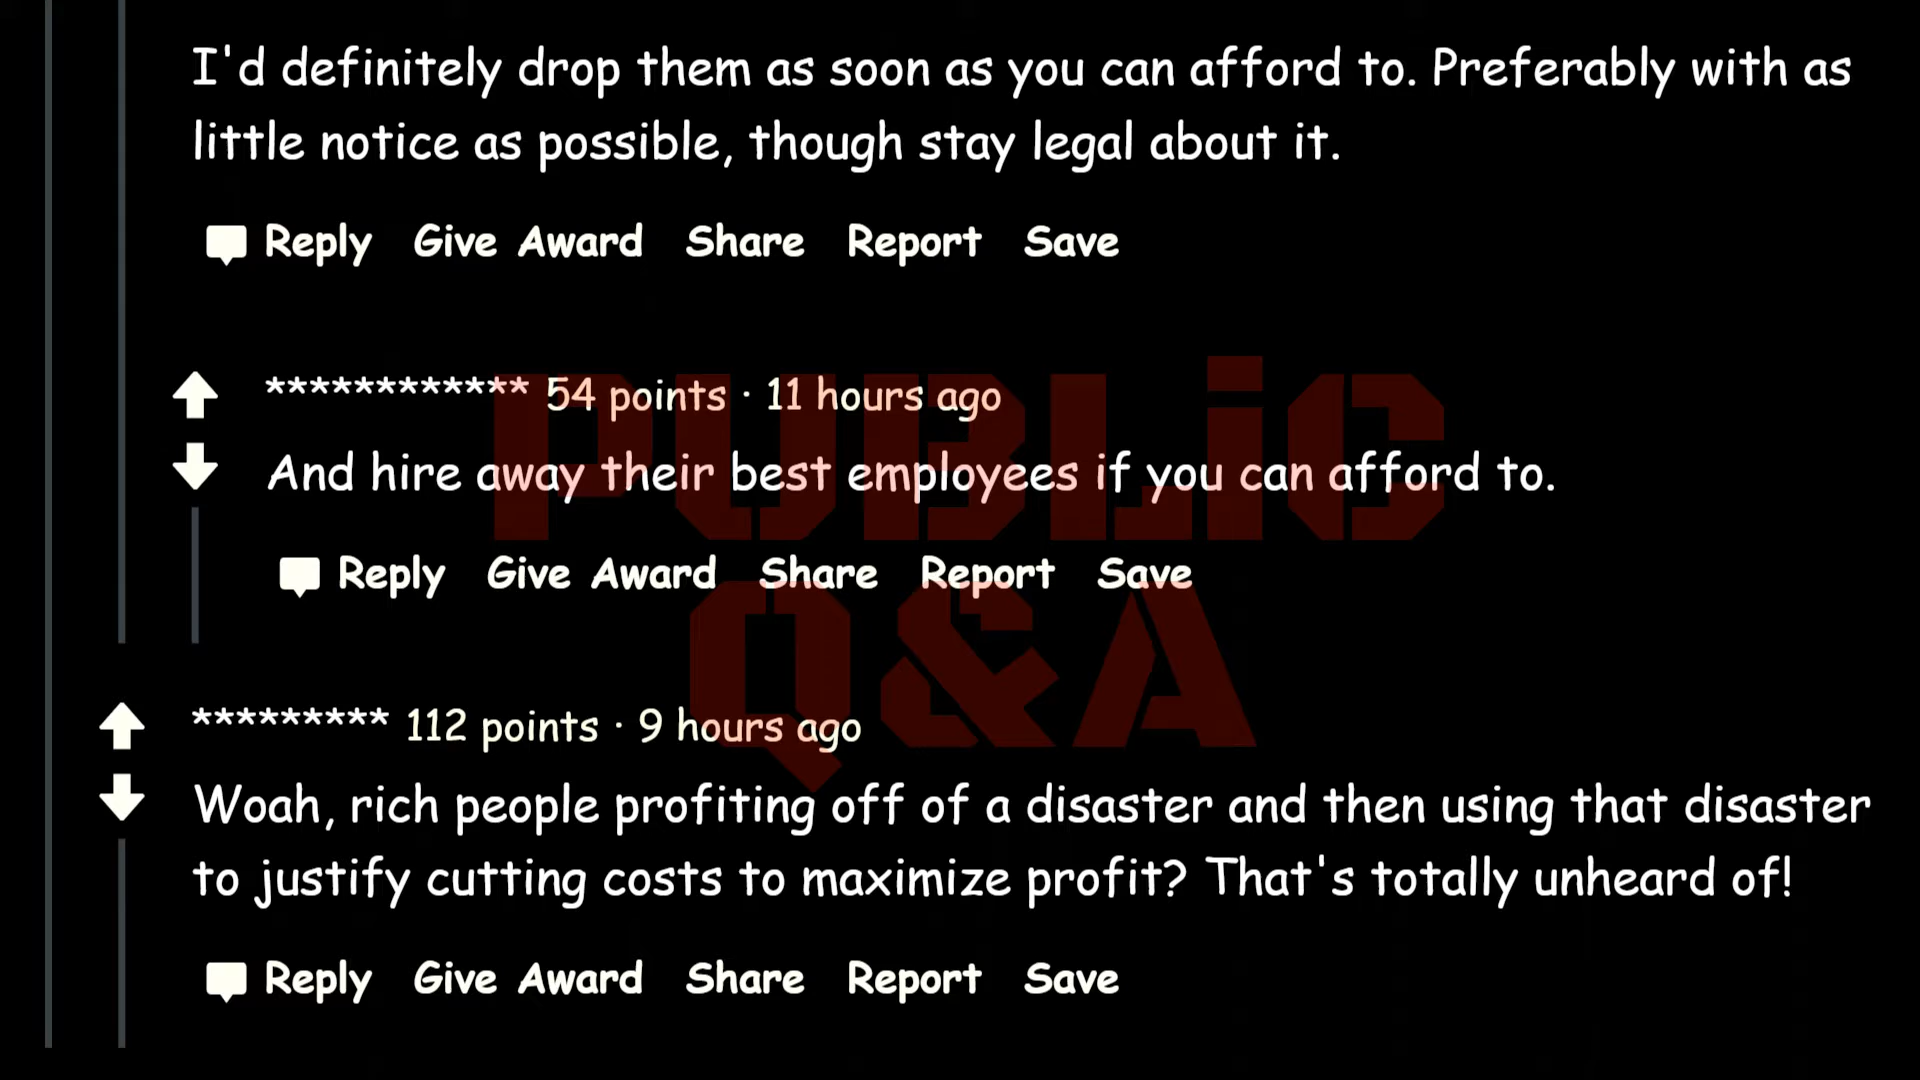 I'd definitely drop them as soon as you can afford to. Preferably with as
little notice as possible, though stay legal about it.
Reply Give Award Share Report Save
************ 54 points · 11 hours ago
And hire away their best employees if you can afford to.
Reply Give Award Share Report Save
********* 112 points · 9 hours ago
Woah, rich people profiting off of a disaster and then using that disaster
to justify cutting costs to maximize profit? That's totally unheard of!
Reply Give Award Share Report Save
PUBLiC
Q&A